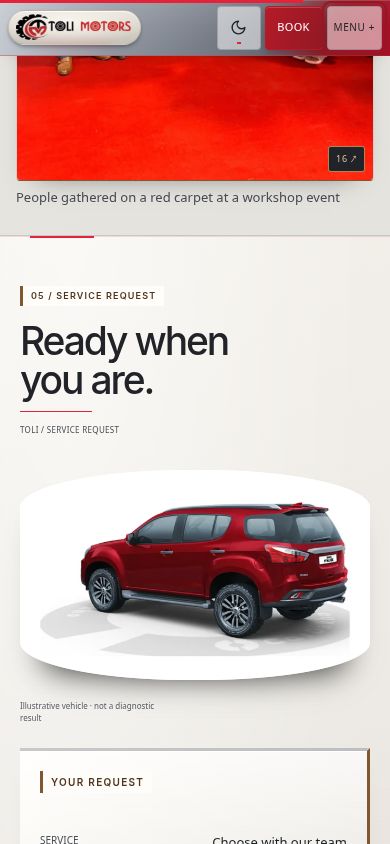 TOLI MOTORS
BOOK
MENU +
16 ↗
People gathered on a red carpet at a workshop event
05 / SERVICE REQUEST
Ready when
you are.
TOLI / SERVICE REQUEST
Illustrative vehicle · not a diagnostic
result
YOUR REQUEST
SERVICE
Choose with our team